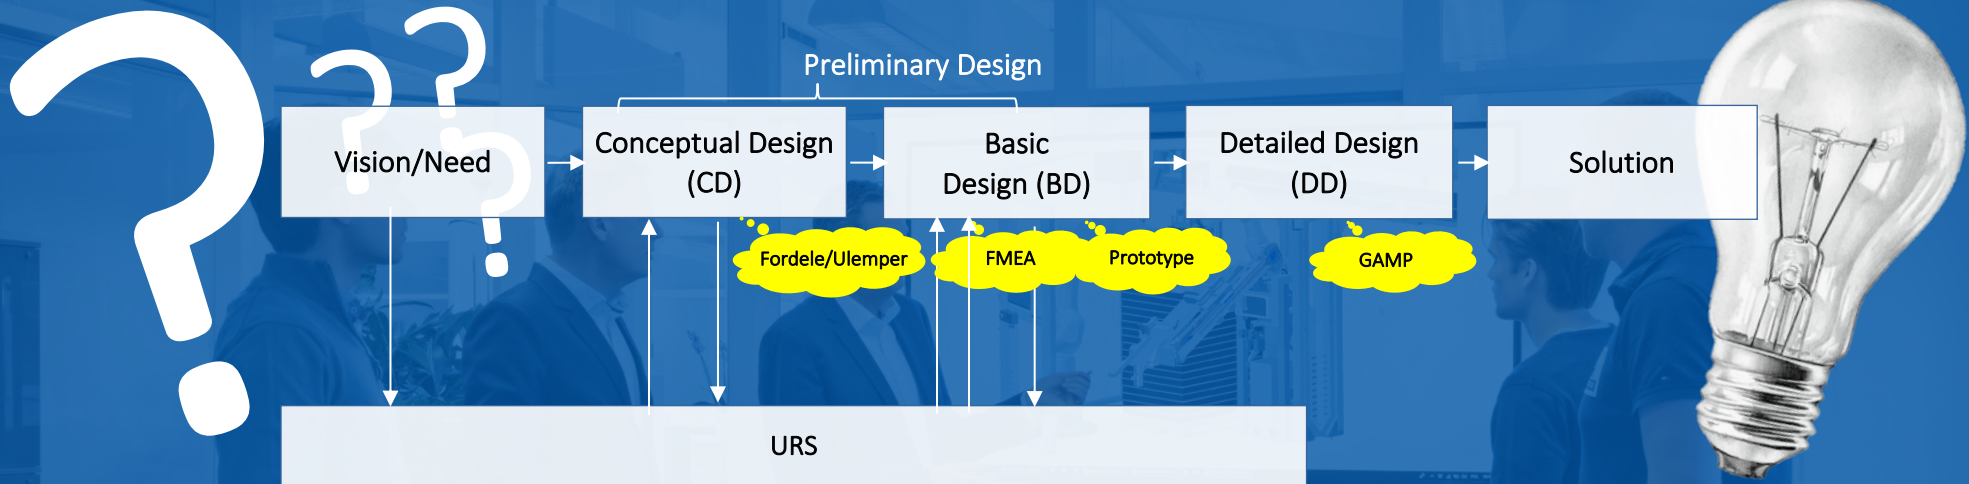 Preliminary Design
Vision/Need
Conceptual Design
(CD)
Basic
Design (BD)
Detailed Design
(DD)
Solution
Fordele/Ulemper
FMEA
Prototype
GAMP
URS